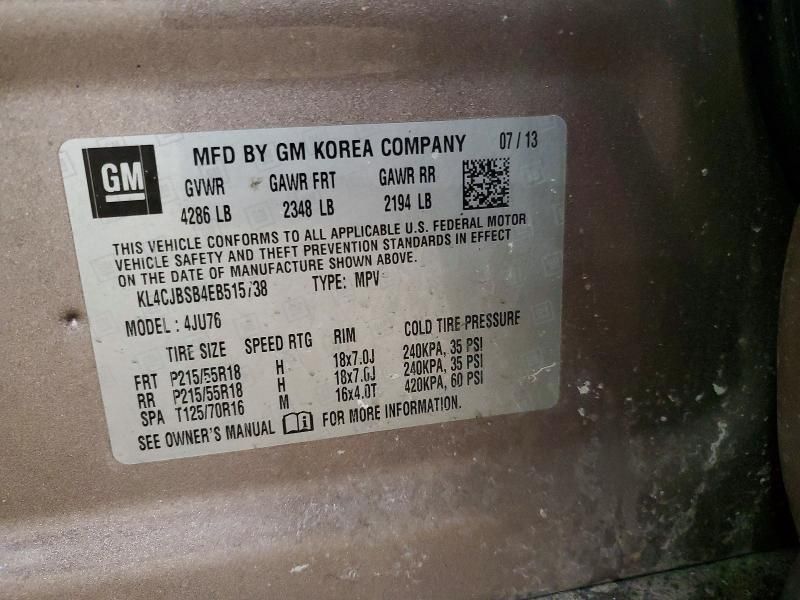 GM MFD BY GM KOREA COMPANY 07 / 13
GVWR GAWR FRT GAWR RR
4286 LB 2348 LB 2194 LB
THIS VEHICLE CONFORMS TO ALL APPLICABLE U.S. FEDERAL MOTOR
VEHICLE SAFETY AND THEFT PREVENTION STANDARDS IN EFFECT
ON THE DATE OF MANUFACTURE SHOWN ABOVE.
KL4CJBSB4EB515738 TYPE: MPV
MODEL : 4JU76
TIRE SIZE SPEED RTG RIM COLD TIRE PRESSURE
FRT P215/55R18 H 18x7.0J 240KPA, 35 PSI
RR P215/55R18 H 18x7.0J 240KPA, 35 PSI
SPA T125/70R16 M 16x4.0T 420KPA, 60 PSI
SEE OWNER'S MANUAL FOR MORE INFORMATION.